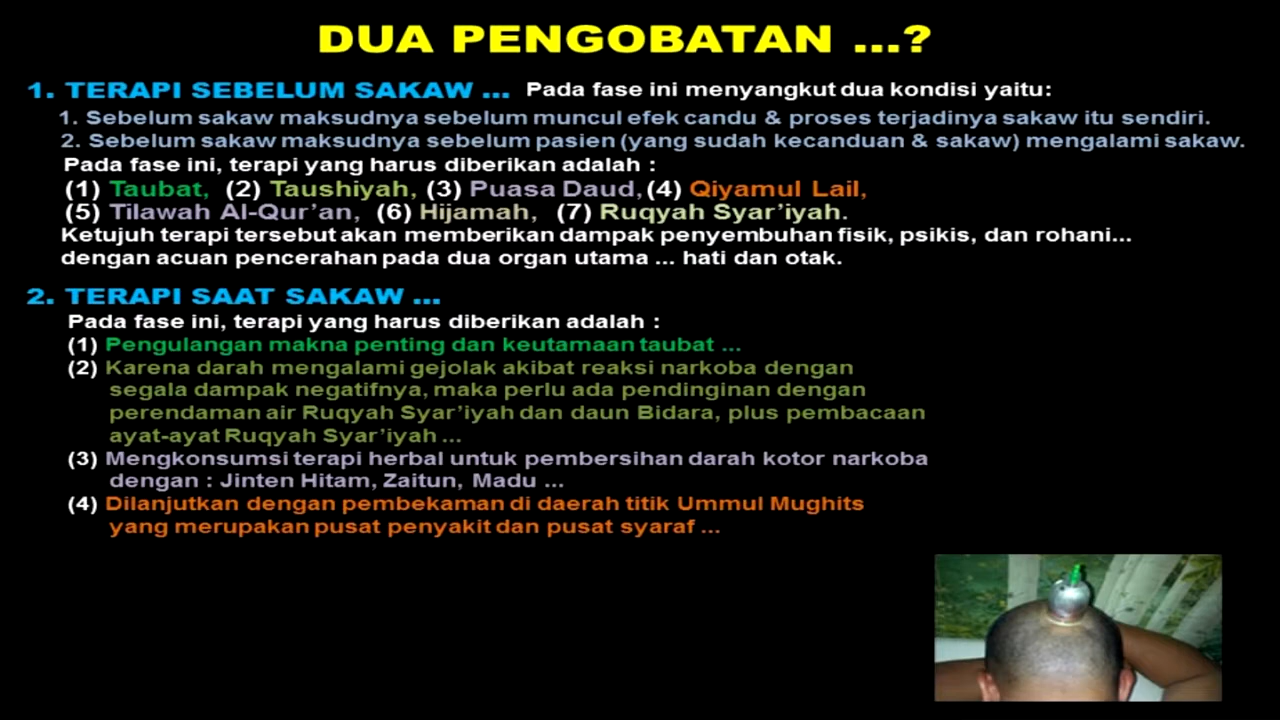 DUA PENGOBATAN ...?
1. TERAPI SEBELUM SAKAW ... Pada fase ini menyangkut dua kondisi yaitu:
1. Sebelum sakaw maksudnya sebelum muncul efek candu & proses terjadinya sakaw itu sendiri.
2. Sebelum sakaw maksudnya sebelum pasien (yang sudah kecanduan & sakaw) mengalami sakaw.
Pada fase ini, terapi yang harus diberikan adalah :
(1) Taubat, (2) Taushiyah, (3) Puasa Daud, (4) Qiyamul Lail,
(5) Tilawah Al-Qur’an, (6) Hijamah, (7) Ruqyah Syar’iyah.
Ketujuh terapi tersebut akan memberikan dampak penyembuhan fisik, psikis, dan rohani...
dengan acuan pencerahan pada dua organ utama ... hati dan otak.
2. TERAPI SAAT SAKAW ...
Pada fase ini, terapi yang harus diberikan adalah :
(1) Pengulangan makna penting dan keutamaan taubat ...
(2) Karena darah mengalami gejolak akibat reaksi narkoba dengan
segala dampak negatifnya, maka perlu ada pendinginan dengan
perendaman air Ruqyah Syar’iyah dan daun Bidara, plus pembacaan
ayat-ayat Ruqyah Syar’iyah ...
(3) Mengkonsumsi terapi herbal untuk pembersihan darah kotor narkoba
dengan : Jinten Hitam, Zaitun, Madu ...
(4) Dilanjutkan dengan pembekaman di daerah titik Ummul Mughits
yang merupakan pusat penyakit dan pusat syaraf ...